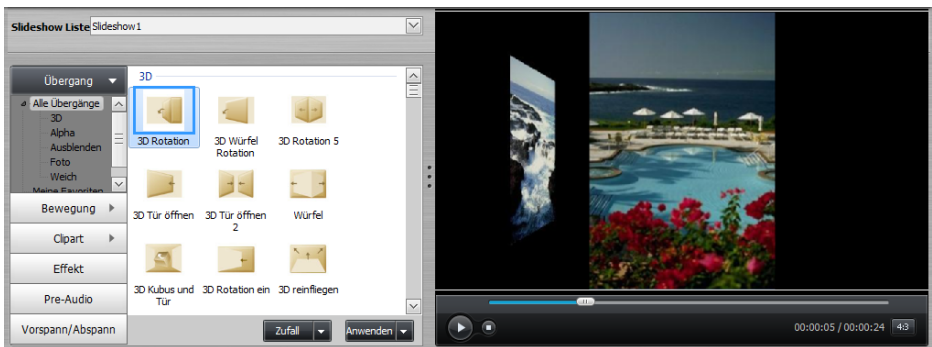 Slideshow Liste Slideshow1
Übergang
Alle Übergänge
3D
Alpha
Ausblenden
Foto
Weich
Meine Favoriten
Bewegung
Clipart
Effekt
Pre-Audio
Vorspann/Abspann
3D
3D Rotation
3D Würfel
Rotation
3D Rotation 5
3D Tür öffnen
3D Tür öffnen
2
Würfel
3D Kubus und
Tür
3D Rotation ein
3D reinfliegen
Zufall
Anwenden
00:00:05 / 00:00:24
4:3